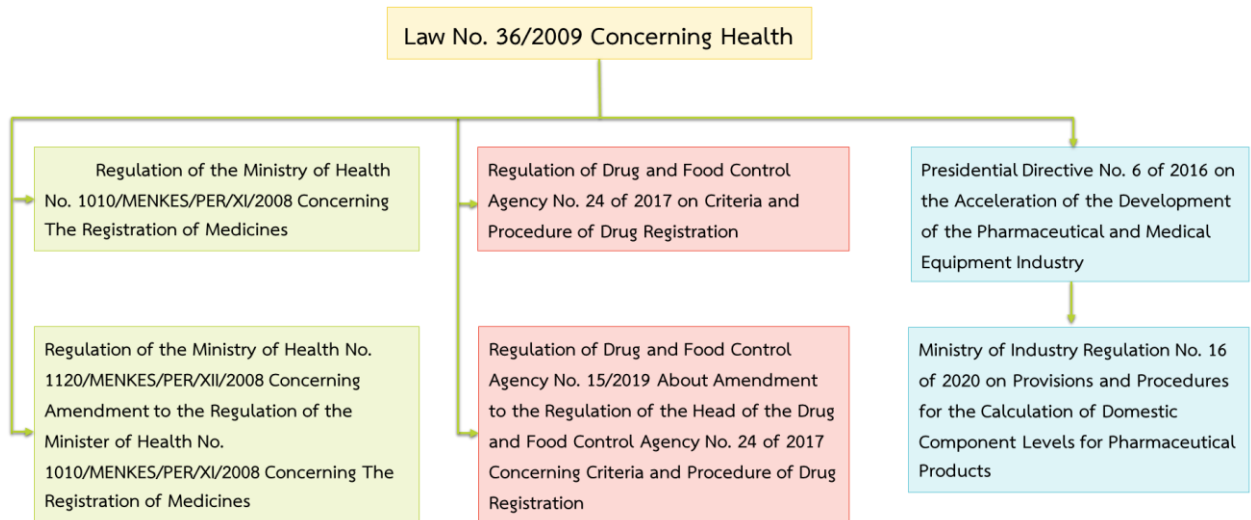 Law No. 36/2009 Concerning Health
Regulation of the Ministry of Health
No. 1010/MENKES/PER/XI/2008 Concerning
The Registration of Medicines
Regulation of Drug and Food Control
Agency No. 24 of 2017 on Criteria and
Procedure of Drug Registration
Presidential Directive No. 6 of 2016 on
the Acceleration of the Development
of the Pharmaceutical and Medical
Equipment Industry
Regulation of the Ministry of Health No.
1120/MENKES/PER/XII/2008 Concerning
Amendment to the Regulation of the
Minister of Health No.
1010/MENKES/PER/XI/2008 Concerning The
Registration of Medicines
Regulation of Drug and Food Control
Agency No. 15/2019 About Amendment
to the Regulation of the Head of the Drug
and Food Control Agency No. 24 of 2017
Concerning Criteria and Procedure of Drug
Registration
Ministry of Industry Regulation No. 16
of 2020 on Provisions and Procedures
for the Calculation of Domestic
Component Levels for Pharmaceutical
Products